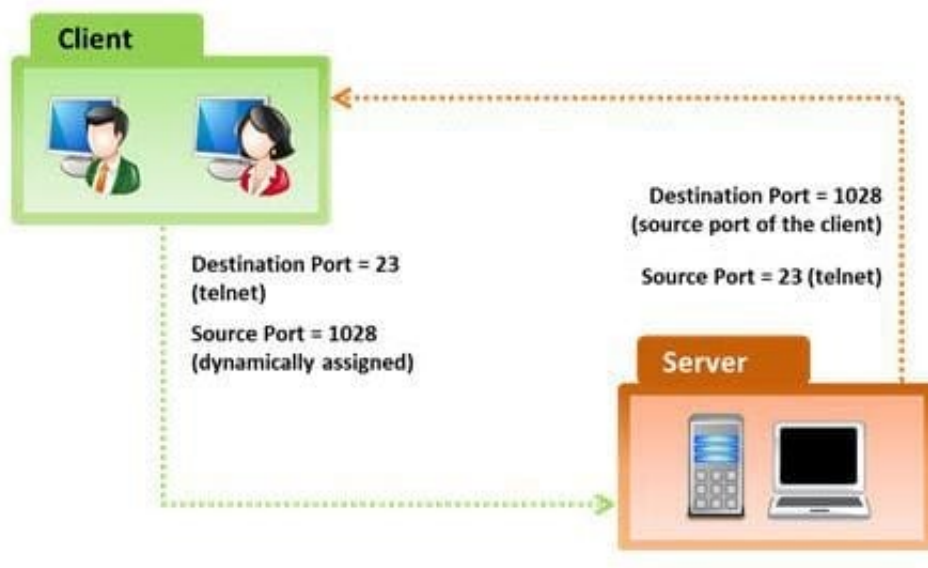 Client
Destination Port = 1028
(source port of the client)
Source Port = 23 (telnet)
Destination Port = 23
(telnet)
Source Port = 1028
(dynamically assigned)
Server